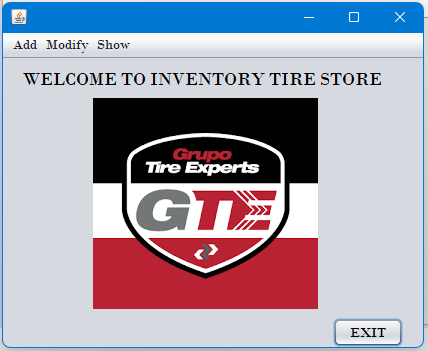 Add Modify Show
WELCOME TO INVENTORY TIRE STORE
Grupo
Tire Experts
GTE
EXIT